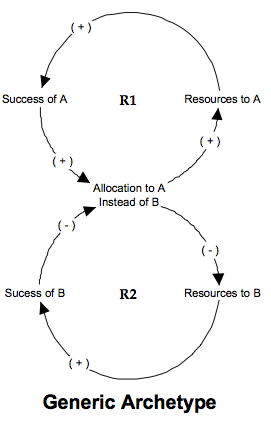 ( + )
Success of A
R1
Resources to A
( + )
( + )
Allocation to A
Instead of B
( - )
( - )
Sucess of B
R2
Resources to B
( + )
Generic Archetype